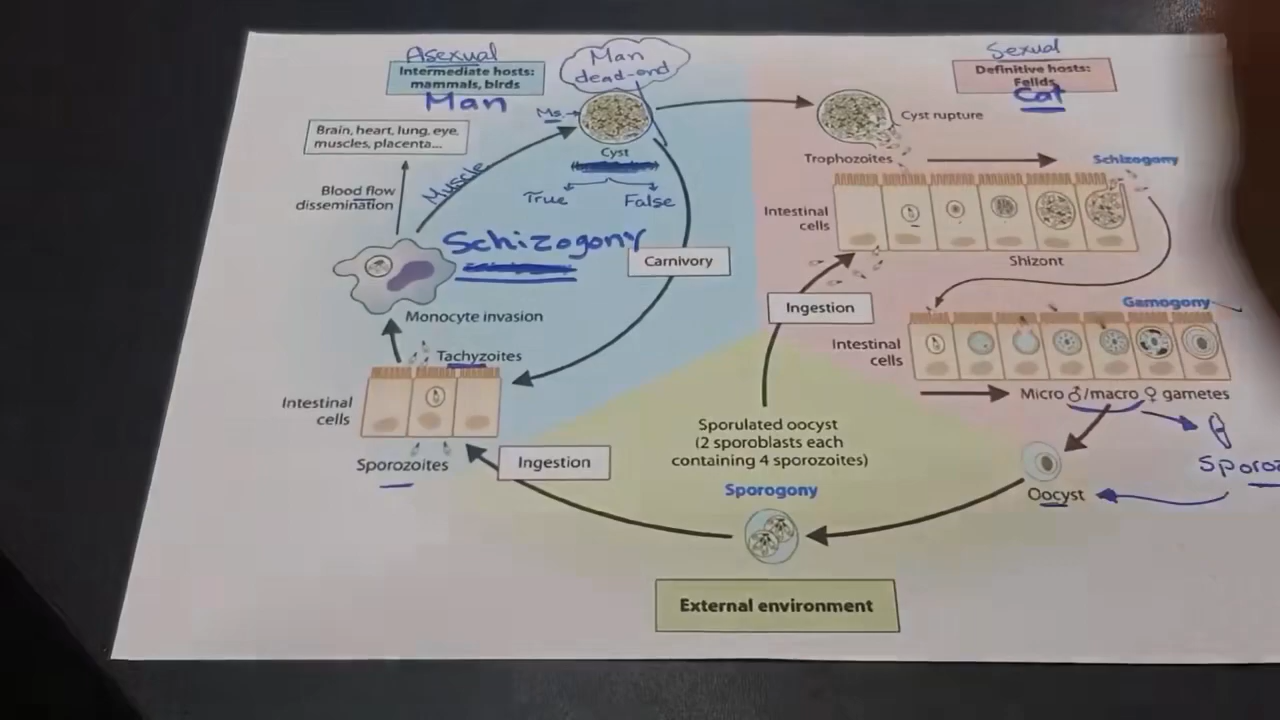 Asexual
Intermediate hosts:
mammals, birds
Man
Man
dead-end
Sexual
Definitive hosts:
Felids
Cat
Brain, heart, lung, eye,
muscles, placenta...
Ms
Cyst
True
False
Cyst rupture
Trophozoites
Schizogony
Blood flow
dissemination
Muscle
Schizogony
Carnivory
Intestinal
cells
Shizont
Monocyte invasion
Ingestion
Gamogony
Tachyzoites
Intestinal
cells
Intestinal
cells
Micro ♂/macro ♀ gametes
Sporulated oocyst
(2 sporoblasts each
containing 4 sporozoites)
Sporozoites
Ingestion
Sporogony
Oocyst
External environment